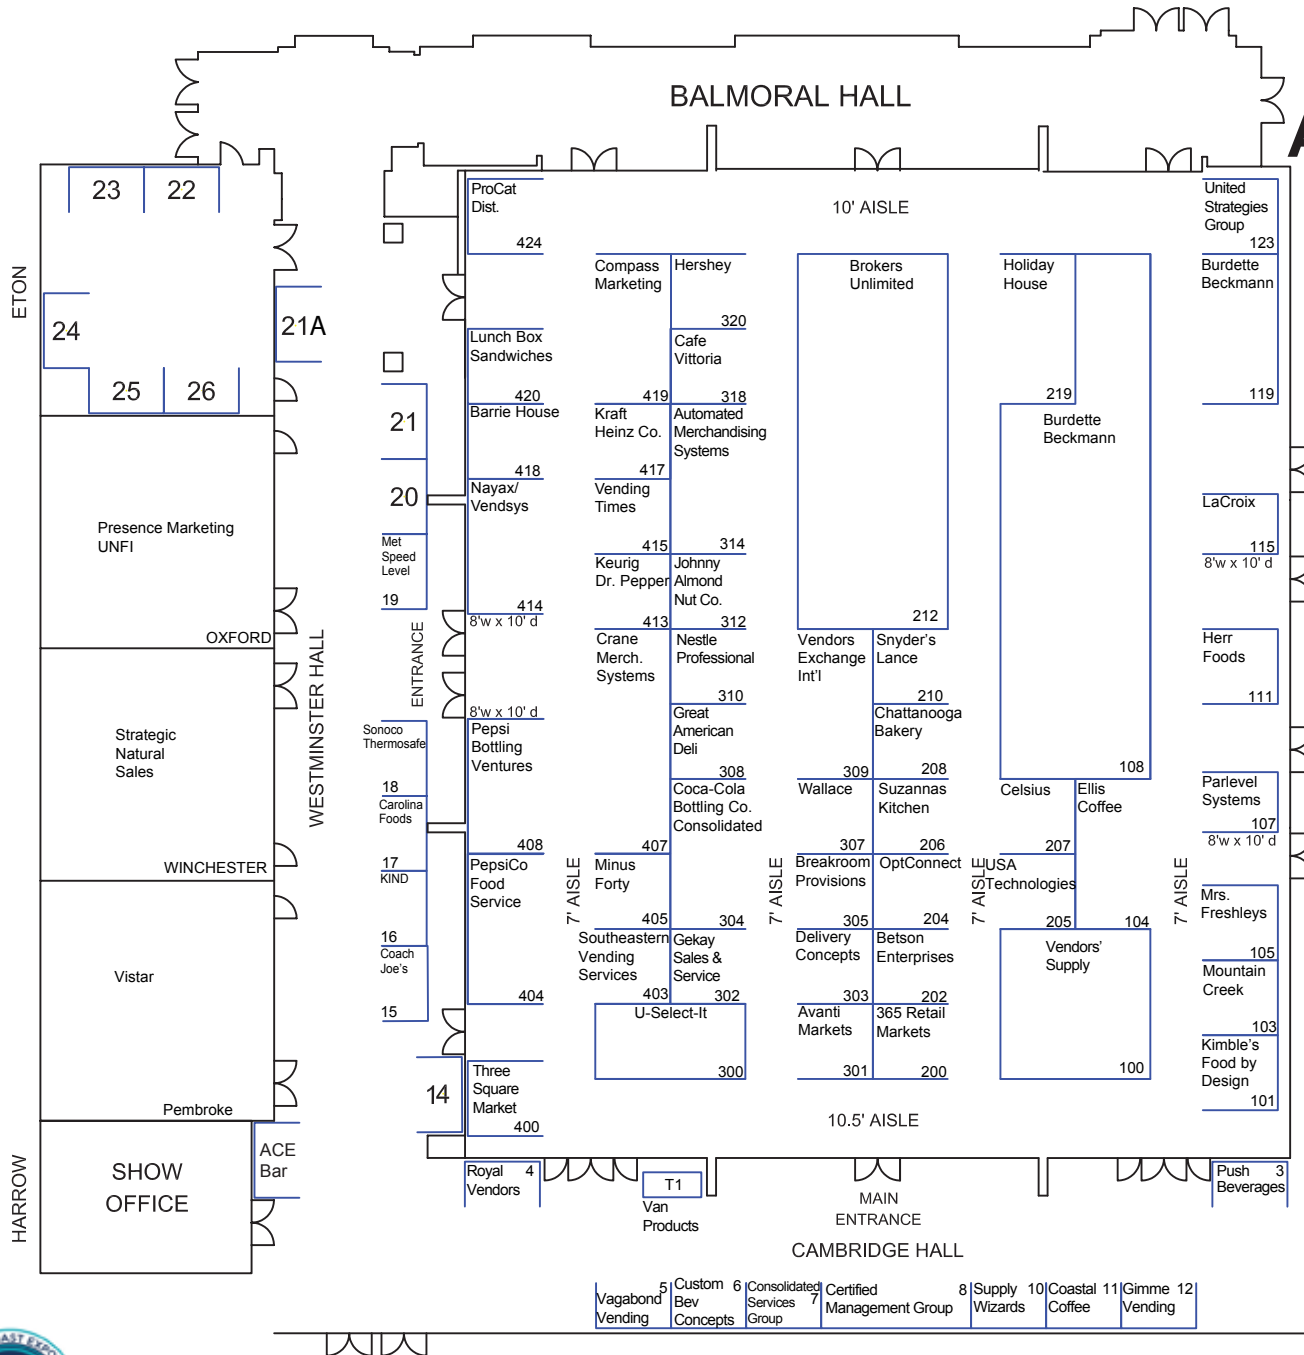 BALMORAL HALL
A
23
22
ETON
24
21A
25
26
21
20
Met
Speed
Level
19
Presence Marketing
UNFI
OXFORD
Strategic
Natural
Sales
WINCHESTER
Vistar
Pembroke
HARROW
SHOW
OFFICE
ACE
Bar
WESTMINSTER HALL
ENTRANCE
Sonoco
Thermosafe
18
Carolina
Foods
17
KIND
16
Coach
Joe's
15
14
ProCat
Dist.
424
Lunch Box
Sandwiches
420
Barrie House
418
Nayax/
Vendsys
414
8'w x 10' d
8'w x 10' d
Pepsi
Bottling
Ventures
408
PepsiCo
Food
Service
404
Three
Square
Market
400
10' AISLE
Compass
Marketing
419
Kraft
Heinz Co.
417
Vending
Times
415
Keurig
Dr. Pepper
413
Crane
Merch.
Systems
407
Minus
Forty
405
Southeastern
Vending
Services
403
Hershey
320
Cafe
Vittoria
318
Automated
Merchandising
Systems
314
Johnny
Almond
Nut Co.
312
Nestle
Professional
310
Great
American
Deli
308
Coca-Cola
Bottling Co.
Consolidated
304
Gekay
Sales &
Service
302
U-Select-It
300
7' AISLE
7' AISLE
7' AISLE
7' AISLE
Brokers
Unlimited
212
Vendors
Exchange
Int'l
309
Wallace
307
Breakroom
Provisions
305
Delivery
Concepts
303
Avanti
Markets
301
Snyder's
Lance
210
Chattanooga
Bakery
208
Suzannas
Kitchen
206
OptConnect
204
Betson
Enterprises
202
365 Retail
Markets
200
Holiday
House
219
Burdette
Beckmann
108
Celsius
207
Ellis
Coffee
104
USA
Technologies
205
Vendors'
Supply
100
United
Strategies
Group
123
Burdette
Beckmann
119
LaCroix
115
8'w x 10' d
Herr
Foods
111
Parlevel
Systems
107
8'w x 10' d
Mrs.
Freshleys
105
Mountain
Creek
103
Kimble's
Food by
Design
101
10.5' AISLE
Royal 4
Vendors
T1
Van
Products
MAIN
ENTRANCE
Push 3
Beverages
CAMBRIDGE HALL
5
Vagabond
Vending
Custom 6
Bev
Concepts
Consolidated
Services 7
Group
Certified 8
Management Group
Supply 10
Wizards
Coastal 11
Coffee
Gimme 12
Vending
AST EXPO